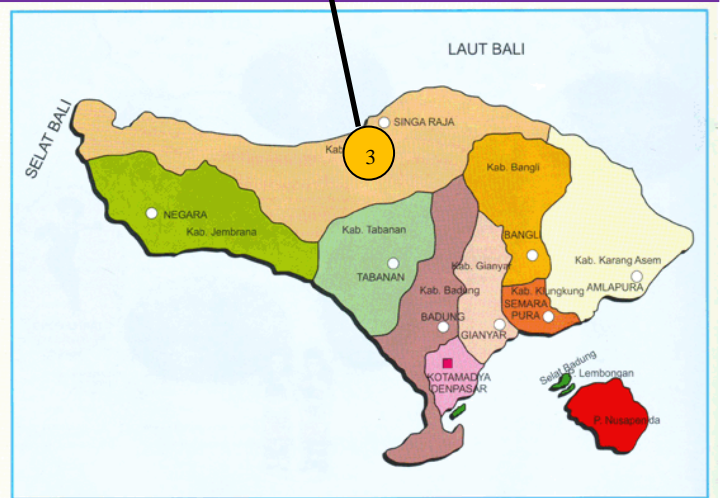 LAUT BALI
SELAT BALI
SINGA RAJA
Kab
3
Kab. Bangli
NEGARA
Kab. Jembrana
Kab. Tabanan
BANGLI
Kab. Gianyar
Kab. Karang Asem
TABANAN
AMLAPURA
Kab. Badung
Kab. Klungkung
SEMARA
PURA
BADUNG
GIANYAR
KOTAMADYA
DENPASAR
Selat Badung
P. Lembongan